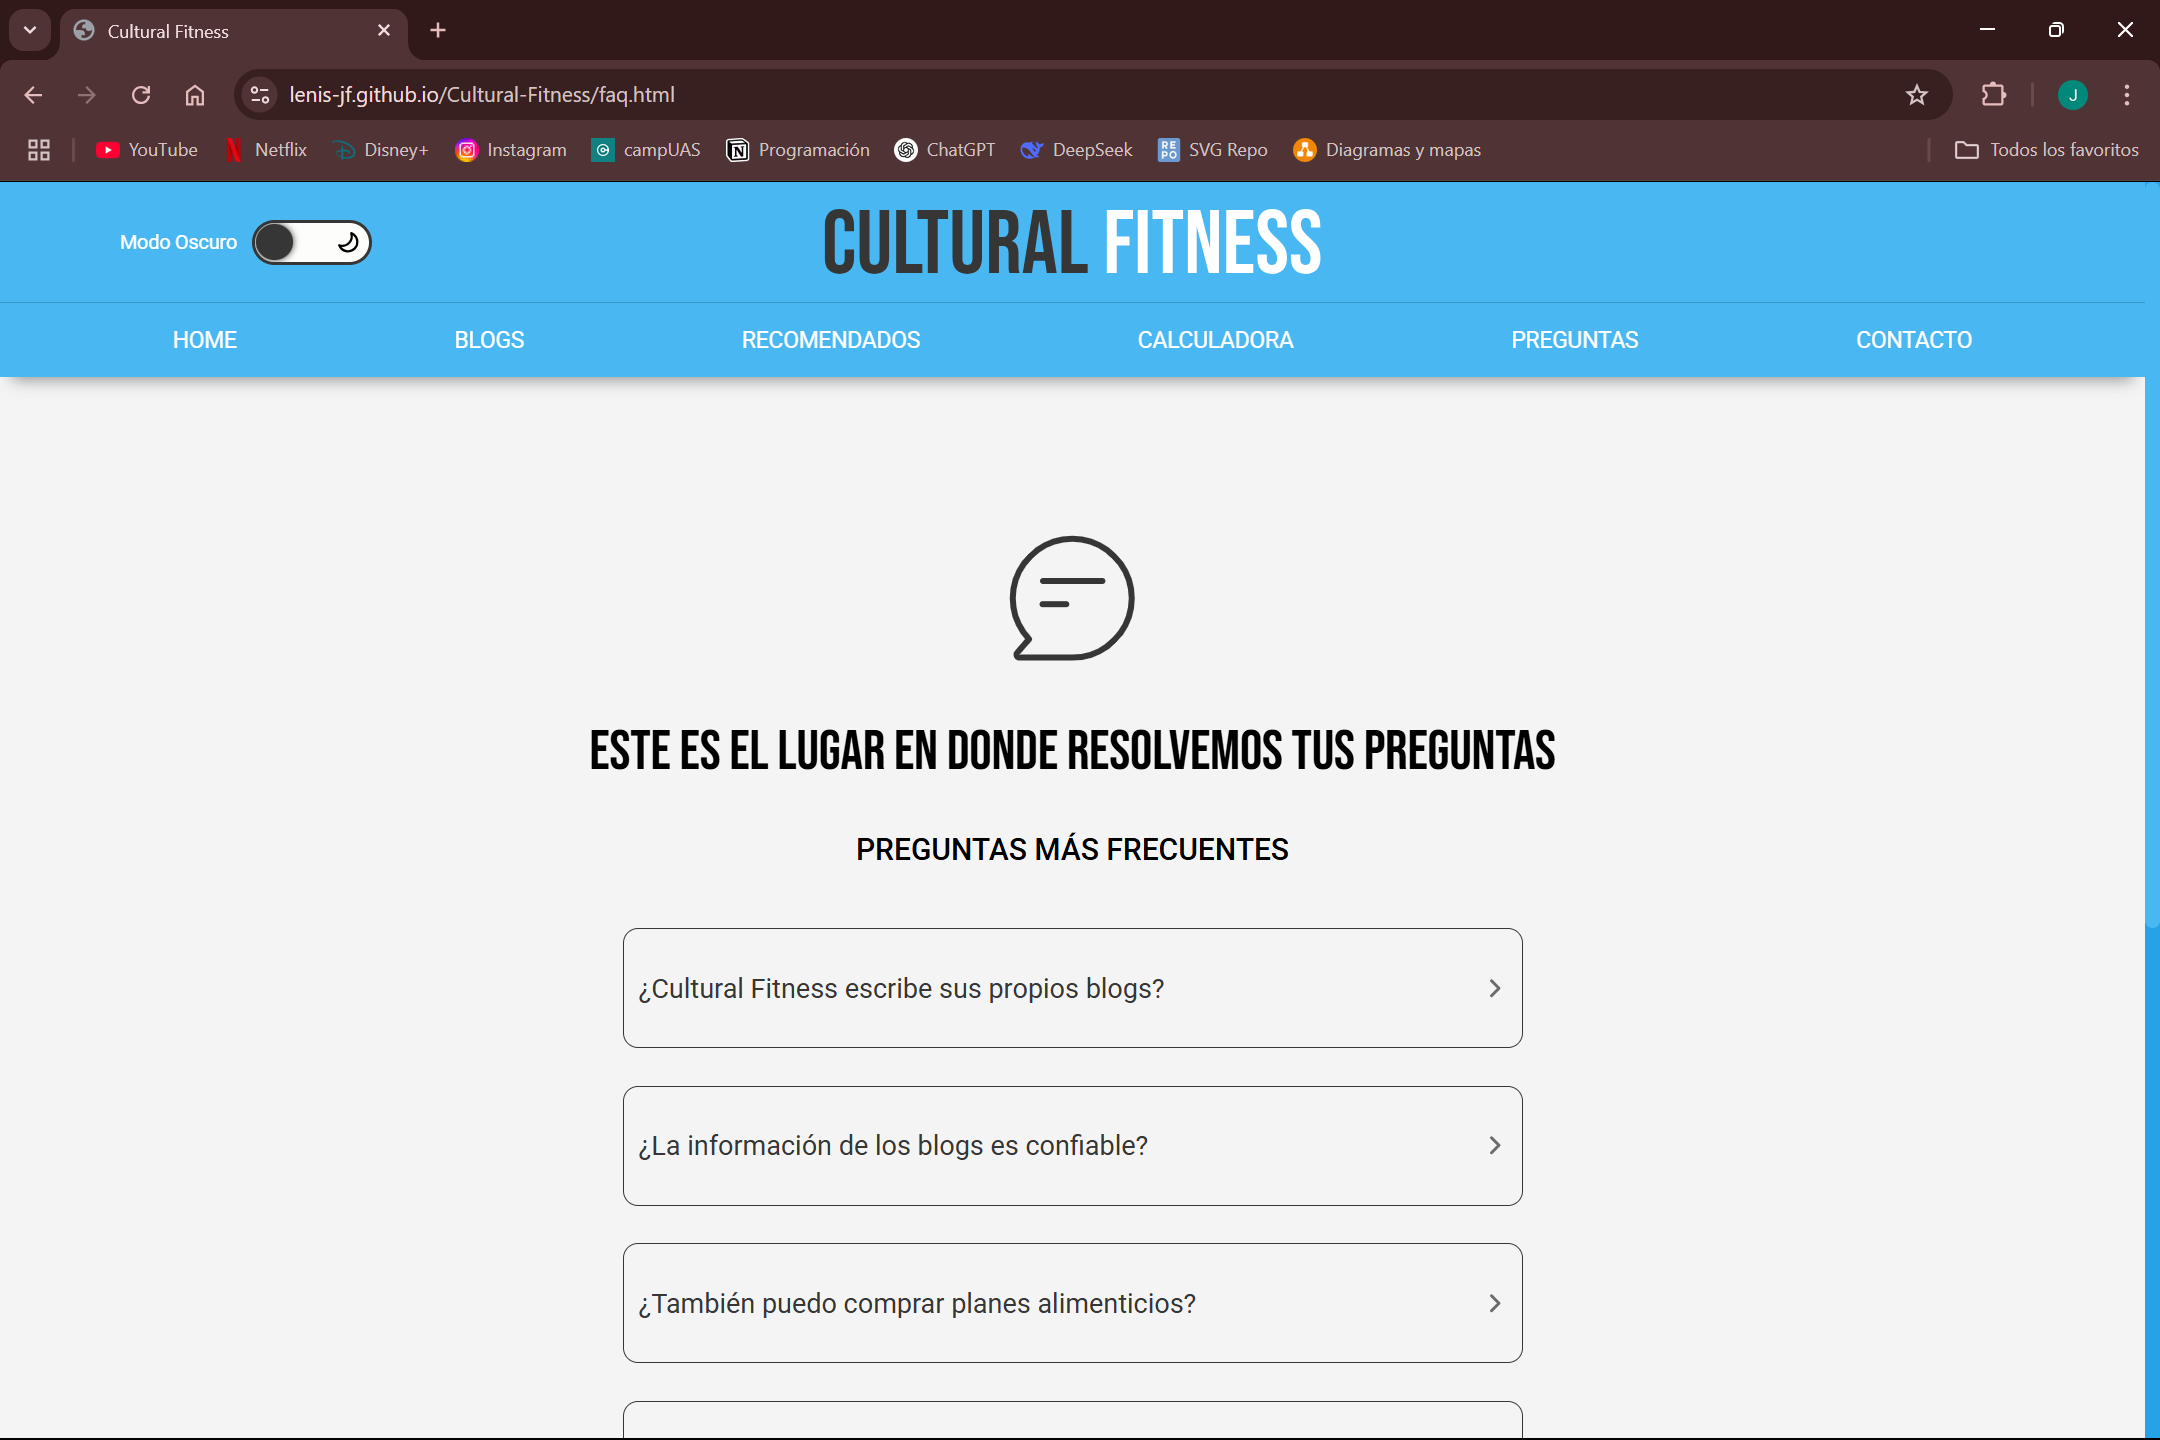 Cultural Fitness
lenis-jf.github.io/Cultural-Fitness/faq.html
J
YouTube Netflix Disney+ Instagram campUAS Programación ChatGPT DeepSeek REPO SVG Repo Diagramas y mapas Todos los favoritos
Modo Oscuro
CULTURAL FITNESS
HOME BLOGS RECOMENDADOS CALCULADORA PREGUNTAS CONTACTO
ESTE ES EL LUGAR EN DONDE RESOLVEMOS TUS PREGUNTAS
PREGUNTAS MÁS FRECUENTES
¿Cultural Fitness escribe sus propios blogs?
¿La información de los blogs es confiable?
¿También puedo comprar planes alimenticios?